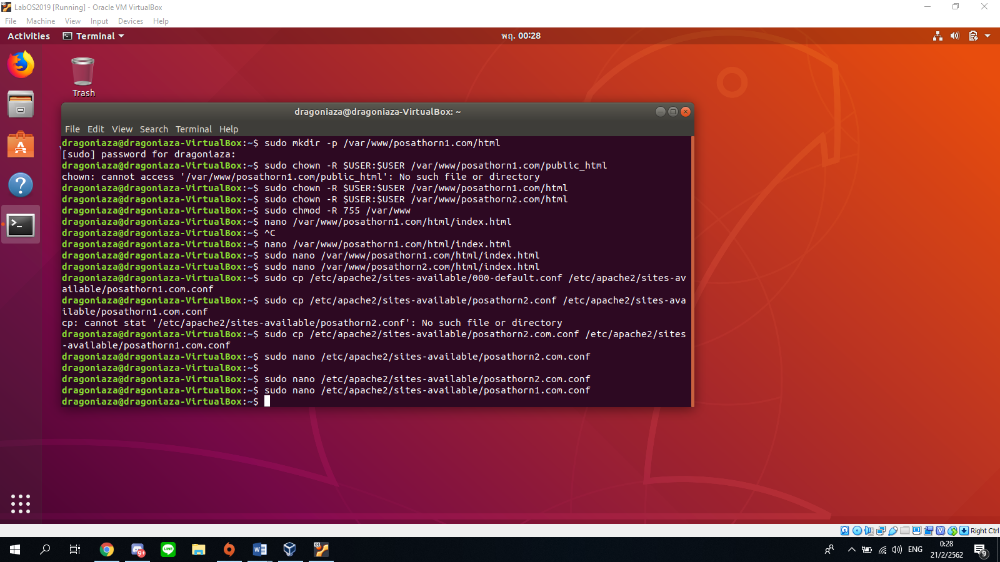 LabOS2019 [Running] - Oracle VM VirtualBox
File Machine View Input Devices Help
Activities Terminal พฤ. 00:28
Trash
dragoniaza@dragoniaza-VirtualBox: ~
File Edit View Search Terminal Help
dragoniaza@dragoniaza-VirtualBox:~$ sudo mkdir -p /var/www/posathorn1.com/html
[sudo] password for dragoniaza:
dragoniaza@dragoniaza-VirtualBox:~$ sudo chown -R $USER:$USER /var/www/posathorn1.com/public_html
chown: cannot access '/var/www/posathorn1.com/public_html': No such file or directory
dragoniaza@dragoniaza-VirtualBox:~$ sudo chown -R $USER:$USER /var/www/posathorn1.com/html
dragoniaza@dragoniaza-VirtualBox:~$ sudo chown -R $USER:$USER /var/www/posathorn2.com/html
dragoniaza@dragoniaza-VirtualBox:~$ sudo chmod -R 755 /var/www
dragoniaza@dragoniaza-VirtualBox:~$ nano /var/www/posathorn1.com/html/index.html
dragoniaza@dragoniaza-VirtualBox:~$ ^C
dragoniaza@dragoniaza-VirtualBox:~$ nano /var/www/posathorn1.com/html/index.html
dragoniaza@dragoniaza-VirtualBox:~$ sudo nano /var/www/posathorn1.com/html/index.html
dragoniaza@dragoniaza-VirtualBox:~$ sudo nano /var/www/posathorn2.com/html/index.html
dragoniaza@dragoniaza-VirtualBox:~$ sudo cp /etc/apache2/sites-available/000-default.conf /etc/apache2/sites-av
ailable/posathorn1.com.conf
dragoniaza@dragoniaza-VirtualBox:~$ sudo cp /etc/apache2/sites-available/posathorn2.conf /etc/apache2/sites-ava
ilable/posathorn1.com.conf
cp: cannot stat '/etc/apache2/sites-available/posathorn2.conf': No such file or directory
dragoniaza@dragoniaza-VirtualBox:~$ sudo cp /etc/apache2/sites-available/posathorn2.com.conf /etc/apache2/sites
-available/posathorn1.com.conf
dragoniaza@dragoniaza-VirtualBox:~$ sudo nano /etc/apache2/sites-available/posathorn2.com.conf
dragoniaza@dragoniaza-VirtualBox:~$
dragoniaza@dragoniaza-VirtualBox:~$ sudo nano /etc/apache2/sites-available/posathorn2.com.conf
dragoniaza@dragoniaza-VirtualBox:~$ sudo nano /etc/apache2/sites-available/posathorn1.com.conf
dragoniaza@dragoniaza-VirtualBox:~$
Right Ctrl
9+
LINE
ENG
0:28
21/2/2562
9